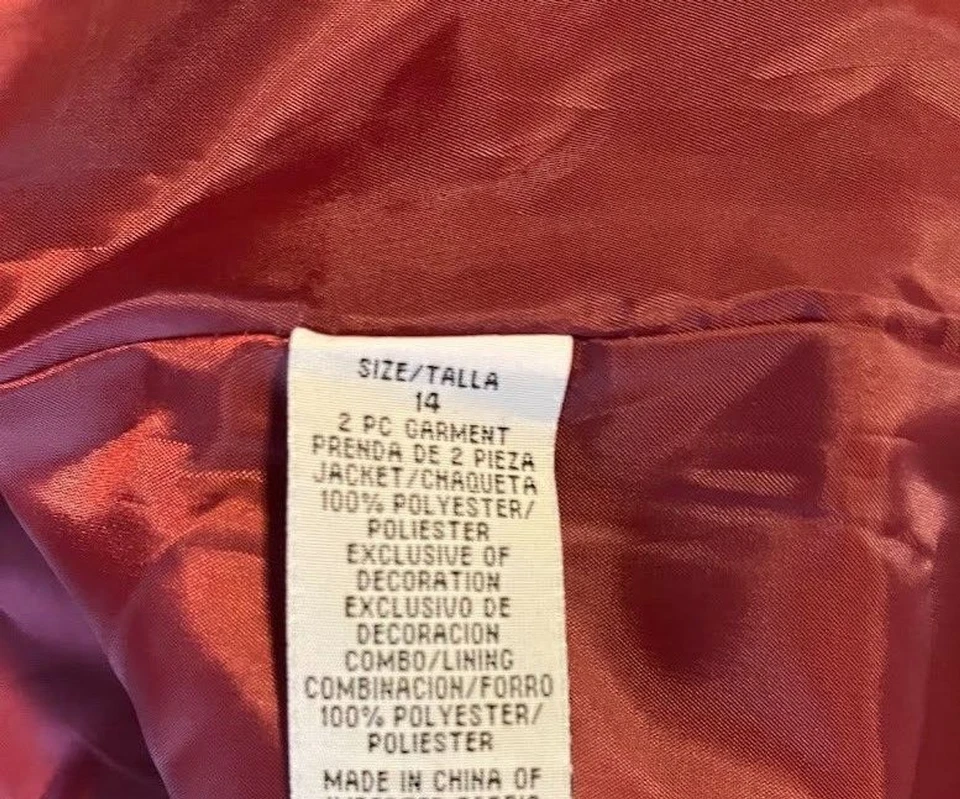 SIZE/TALLA
14
2 PC GARMENT
PRENDA DE 2 PIEZA
JACKET/CHAQUETA
100% POLYESTER/
POLIESTER
EXCLUSIVE OF
DECORATION
EXCLUSIVO DE
DECORACION
COMBO/LINING
COMBINACION/FORRO
100% POLYESTER/
POLIESTER
MADE IN CHINA OF